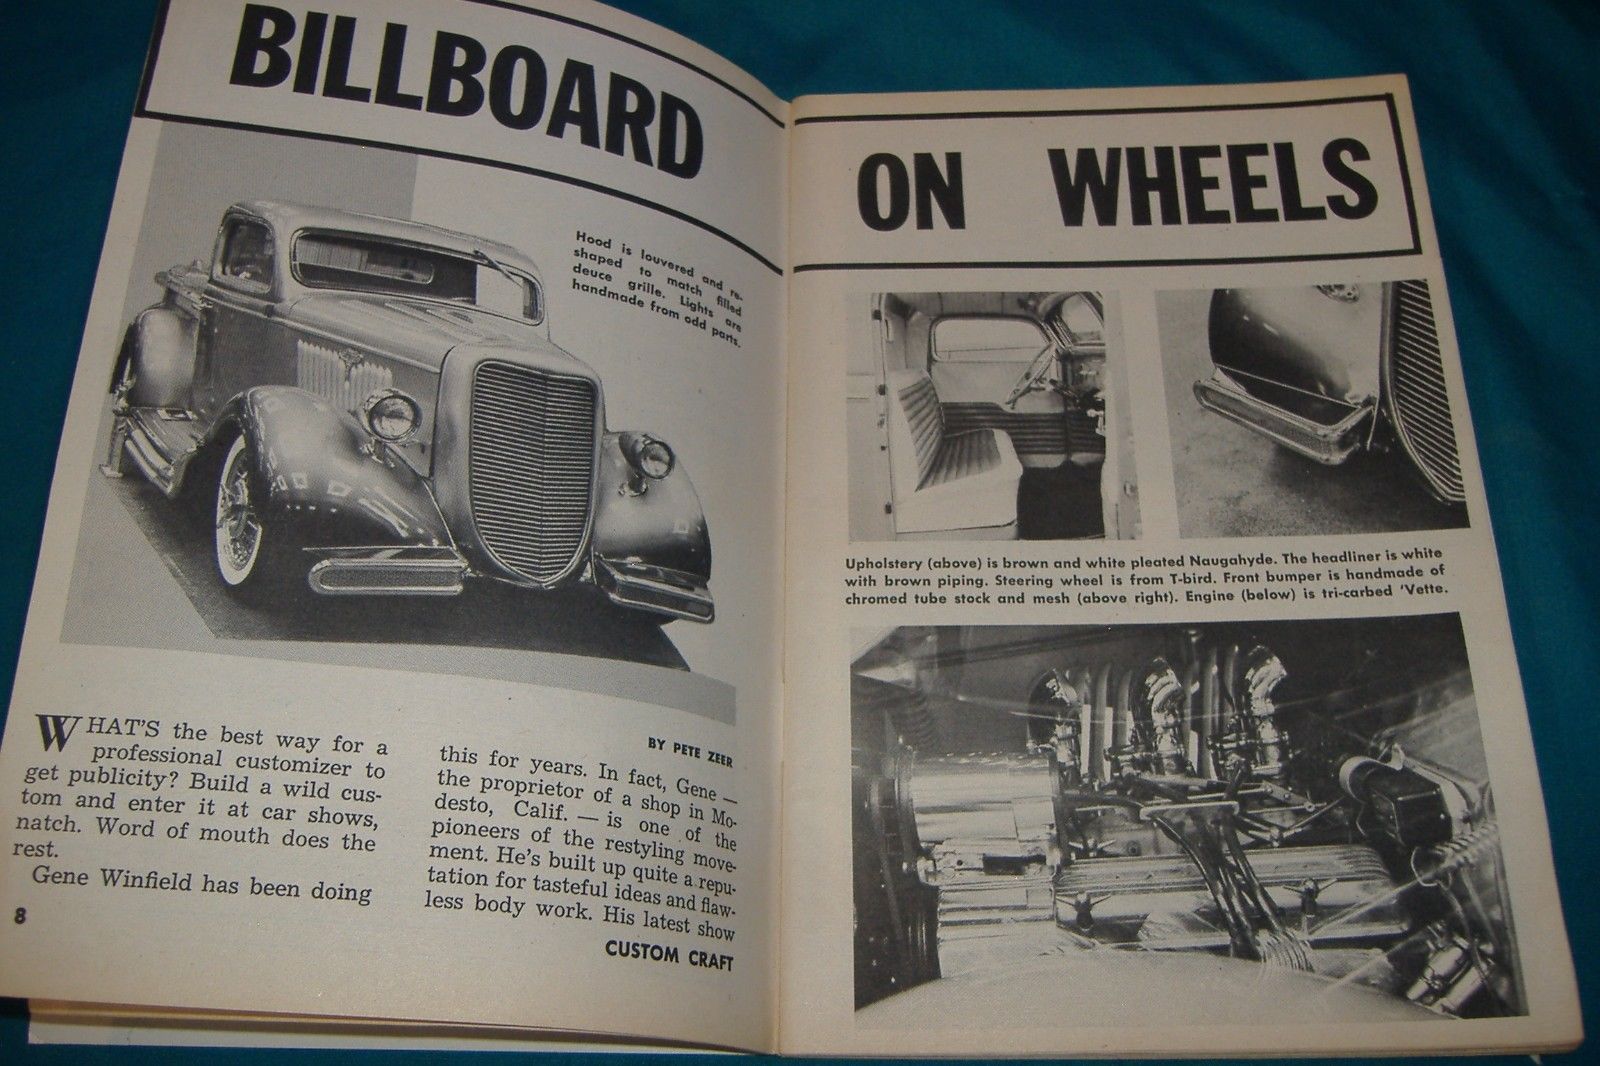 BILLBOARD
Hood is louvered and re-
shaped to match filled
deuce grille. Lights are
handmade from odd parts.
WHAT'S the best way for a
professional customizer to
get publicity? Build a wild cus-
tom and enter it at car shows,
natch. Word of mouth does the
rest.
Gene Winfield has been doing
8
BY PETE ZEER
this for years. In fact, Gene —
the proprietor of a shop in Mo-
desto, Calif. — is one of the
pioneers of the restyling move-
ment. He's built up quite a repu-
tation for tasteful ideas and flaw-
less body work. His latest show
CUSTOM CRAFT
ON WHEELS
Upholstery (above) is brown and white pleated Naugahyde. The headliner is white
with brown piping. Steering wheel is from T-bird. Front bumper is handmade of
chromed tube stock and mesh (above right). Engine (below) is tri-carbed 'Vette.